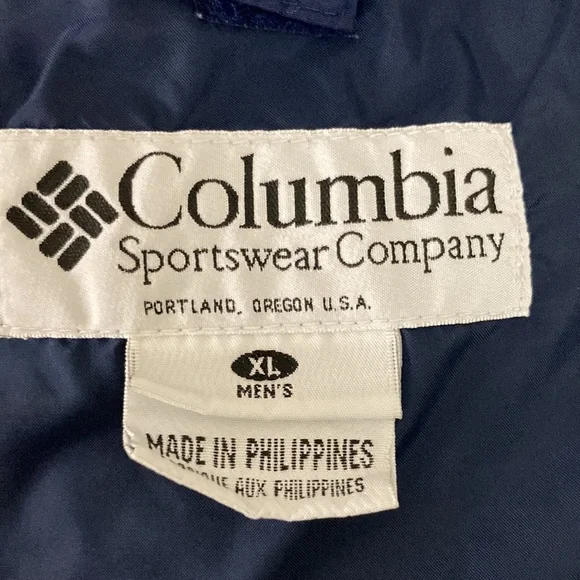 Columbia
Sportswear Company
PORTLAND, OREGON U.S.A.
XL
MEN'S
MADE IN PHILIPPINES
AUX PHILIPPINES